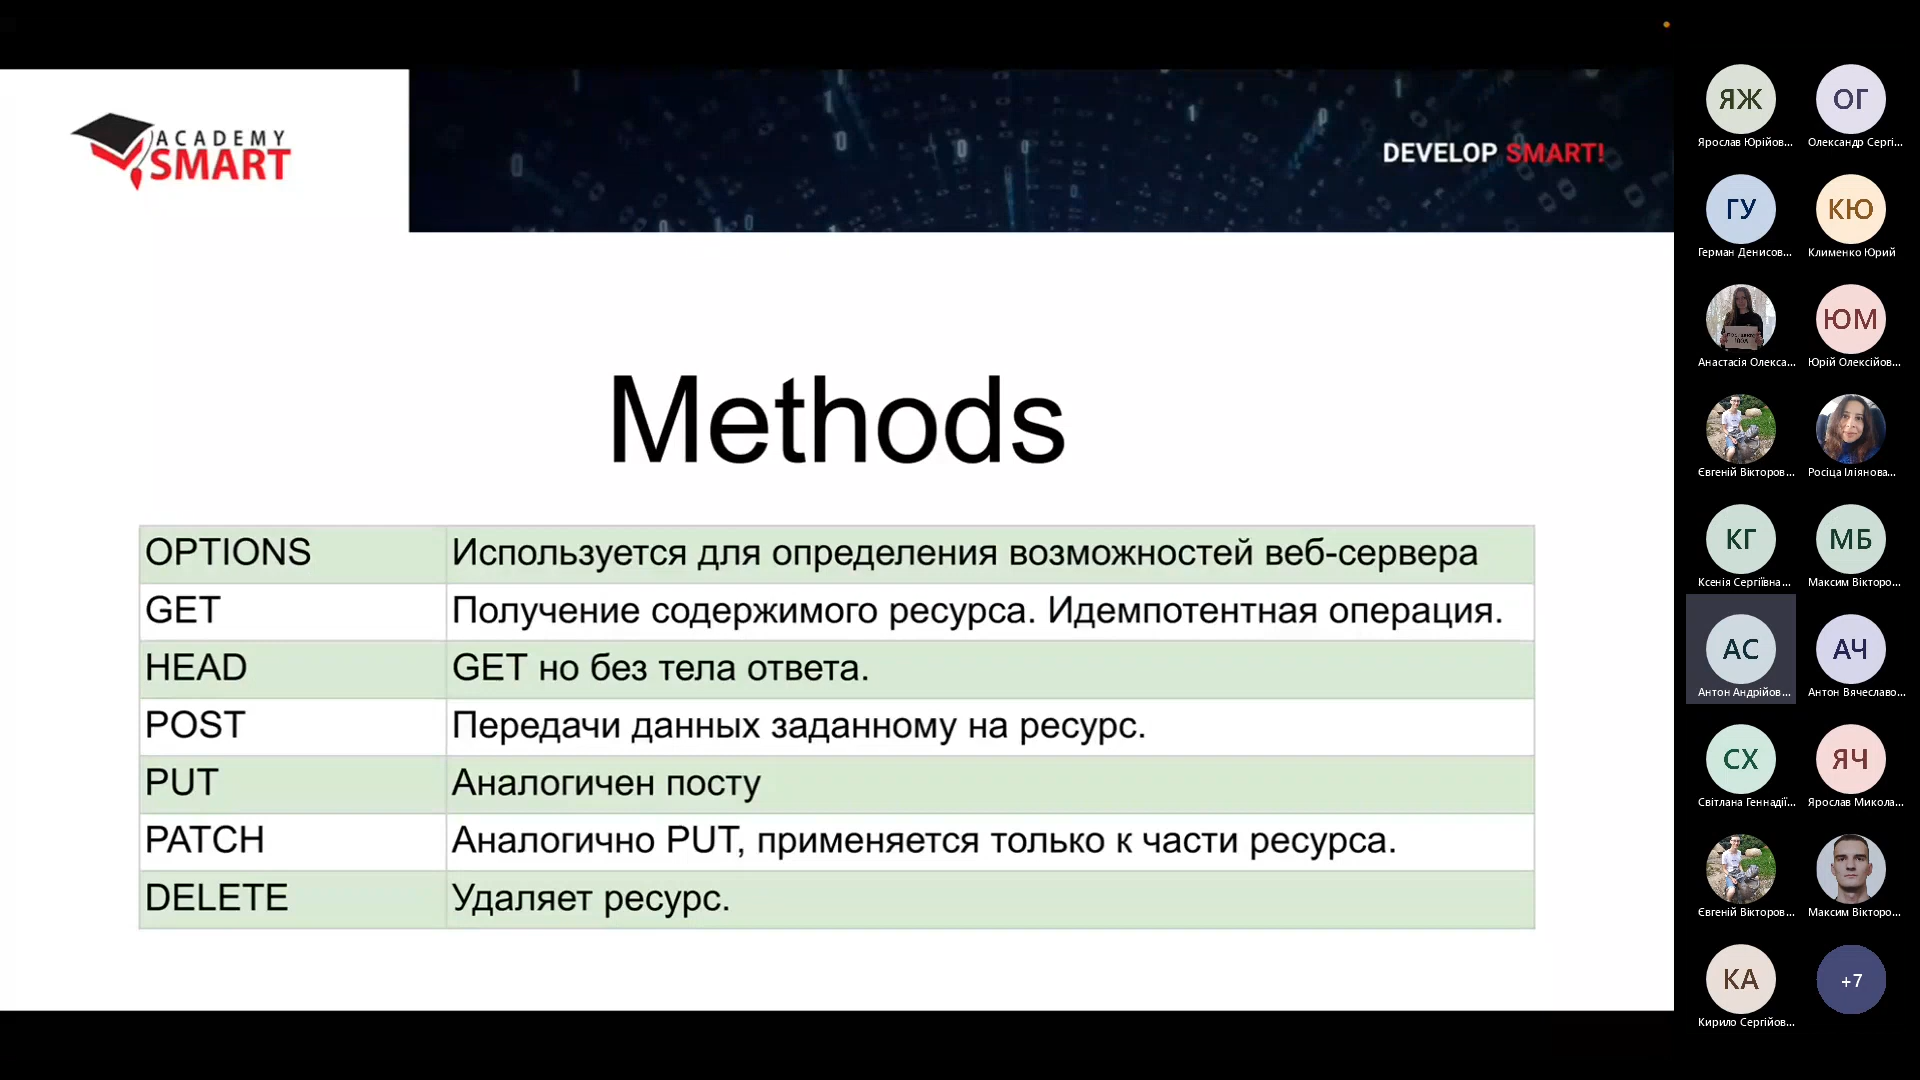 ACADEMY
SMART
DEVELOP SMART!
Methods
OPTIONS Используется для определения возможностей веб-сервера
GET Получение содержимого ресурса. Идемпотентная операция.
HEAD GET но без тела ответа.
POST Передачи данных заданному на ресурс.
PUT Аналогичен посту
PATCH Аналогично PUT, применяется только к части ресурса.
DELETE Удаляет ресурс.
ЯЖ ОГ
Ярослав Юрійов... Олександр Сергі...
ГУ КЮ
Герман Денисов... Клименко Юрий
ЮМ
Анастасія Олекса... Юрій Олексійов...
Євгеній Вікторов... Росіца Іліянова...
КГ МБ
Ксенія Сергіївна... Максим Вікторо...
АС АЧ
Антон Андрійов... Антон Вячеславо...
СХ ЯЧ
Світлана Геннадії... Ярослав Микола...
Євгеній Вікторов... Максим Вікторо...
КА +7
Кирило Сергійов...